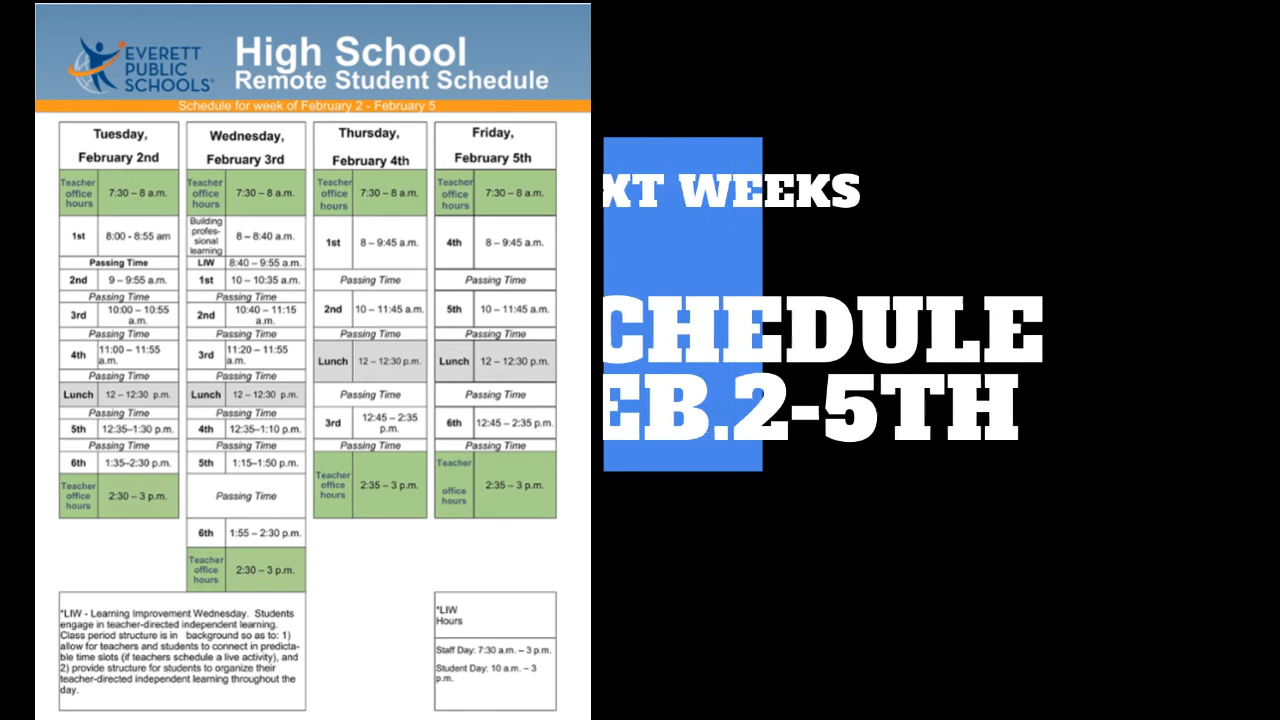 EVERETT
PUBLIC
SCHOOLS
High School
Remote Student Schedule
Schedule for week of February 2 - February 5
Tuesday,
February 2nd
Teacher
office
hours
7:30 – 8 a.m.
1st
8:00 - 8:55 am
Passing Time
2nd
9 – 9:55 a.m.
Passing Time
3rd
10:00 – 10:55
a.m.
Passing Time
4th
11:00 – 11:55
a.m.
Passing Time
Lunch
12 – 12:30 p.m.
Passing Time
5th
12:35–1:30 p.m.
Passing Time
6th
1:35–2:30 p.m.
Teacher
office
hours
2:30 – 3 p.m.
Wednesday,
February 3rd
Teacher
office
hours
7:30 – 8 a.m.
Building
profes-
sional
learning
8 – 8:40 a.m.
LIW
8:40 – 9:55 a.m.
1st
10 – 10:35 a.m.
Passing Time
2nd
10:40 – 11:15
a.m.
Passing Time
3rd
11:20 – 11:55
a.m.
Passing Time
Lunch
12 – 12:30 p.m.
Passing Time
4th
12:35–1:10 p.m.
Passing Time
5th
1:15–1:50 p.m.
Passing Time
6th
1:55 – 2:30 p.m.
Teacher
office
hours
2:30 – 3 p.m.
Thursday,
February 4th
Teacher
office
hours
7:30 – 8 a.m.
1st
8 – 9:45 a.m.
Passing Time
2nd
10 – 11:45 a.m.
Passing Time
Lunch
12 – 12:30 p.m.
Passing Time
3rd
12:45 – 2:35
p.m.
Passing Time
Teacher
office
hours
2:35 – 3 p.m.
Friday,
February 5th
Teacher
office
hours
7:30 – 8 a.m.
4th
8 – 9:45 a.m.
Passing Time
5th
10 – 11:45 a.m.
Passing Time
Lunch
12 – 12:30 p.m.
Passing Time
6th
12:45 – 2:35 p.m.
Passing Time
Teacher
office
hours
2:35 – 3 p.m.
*LIW - Learning Improvement Wednesday. Students
engage in teacher-directed independent learning.
Class period structure is in background so as to: 1)
allow for teachers and students to connect in predicta-
ble time slots (if teachers schedule a live activity), and
2) provide structure for students to organize their
teacher-directed independent learning throughout the
day.
*LIW
Hours
Staff Day: 7:30 a.m. – 3 p.m.
Student Day: 10 a.m. – 3
p.m.
XT WEEKS
CHEDULE
EB.2-5TH